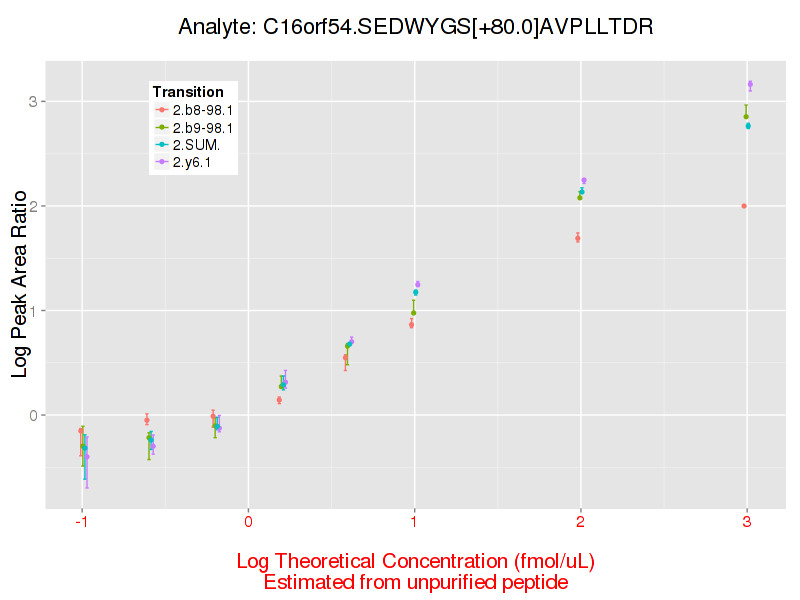 Analyte: C16orf54.SEDWYGS[+80.0]AVPLLTDR
Log Peak Area Ratio
3
2
1
0
Transition
2.b8-98.1
2.b9-98.1
2.SUM.
2.y6.1
-1
0
1
2
3
Log Theoretical Concentration (fmol/uL)
Estimated from unpurified peptide